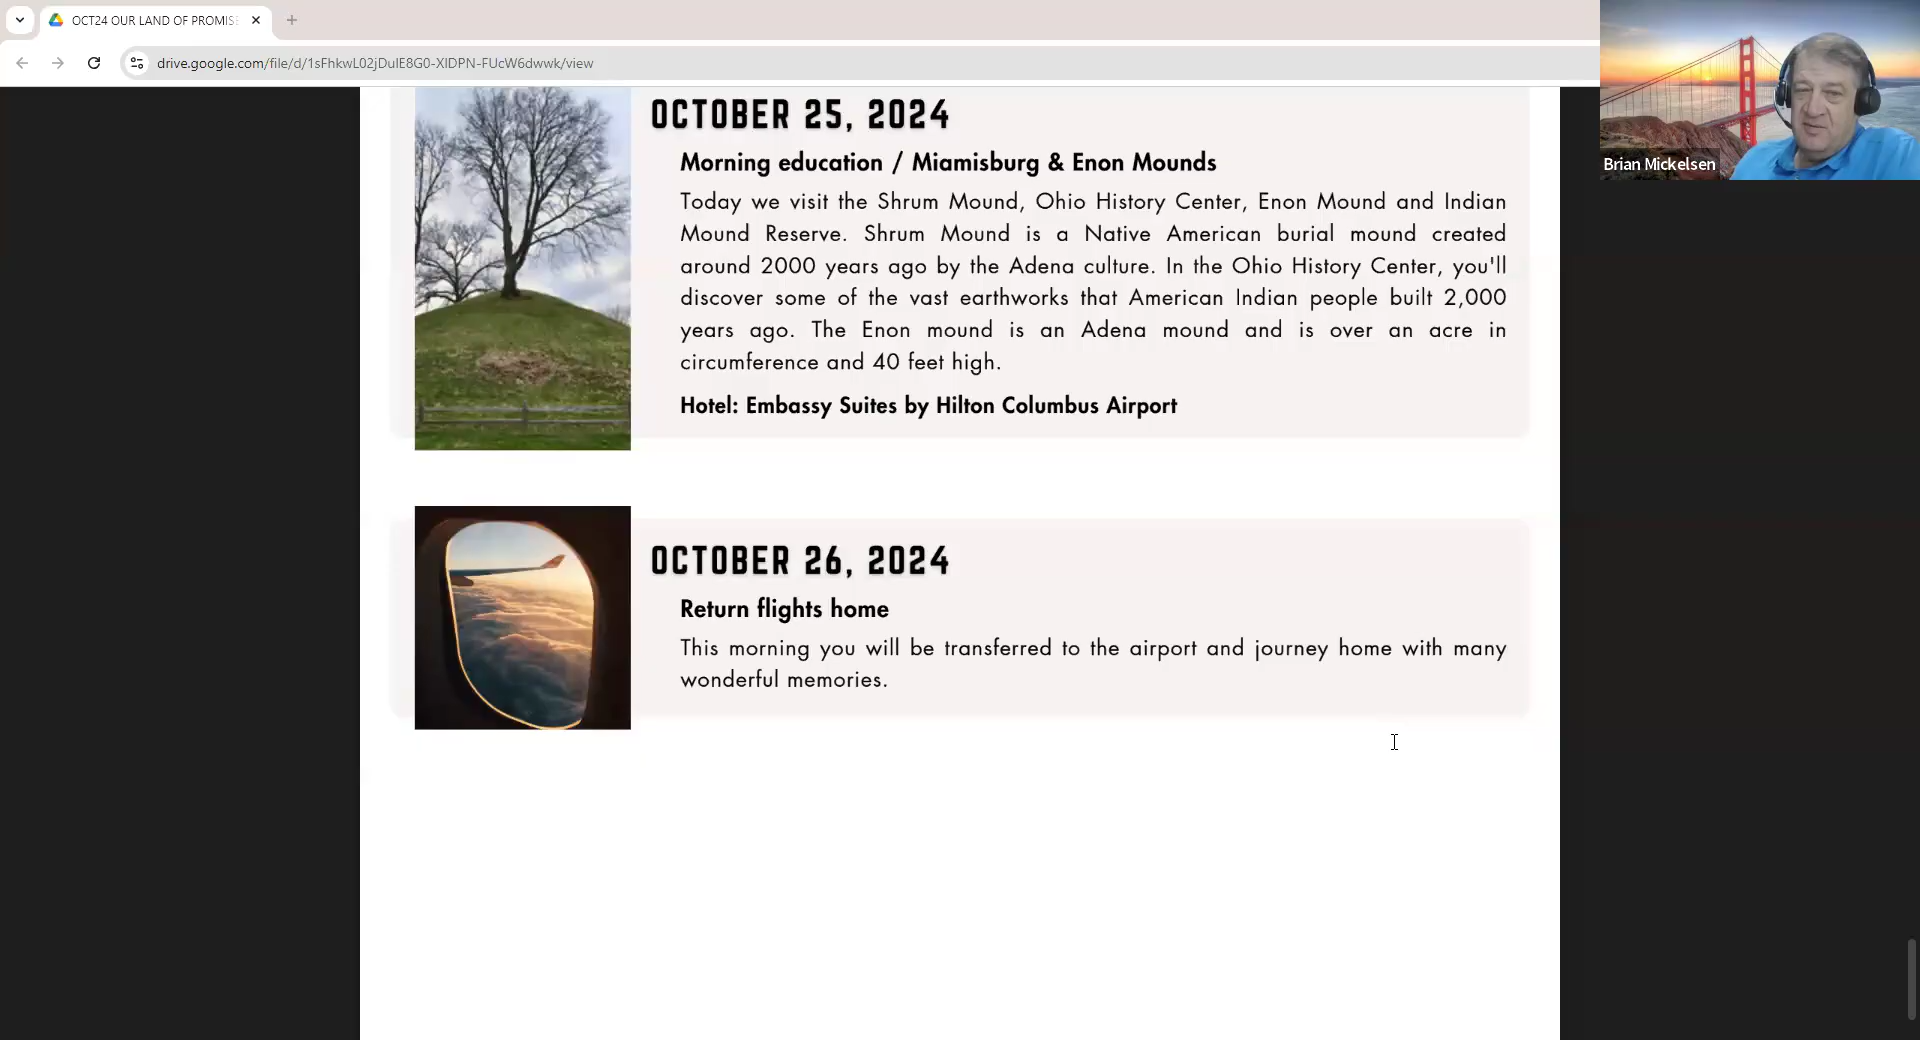 OCT24 OUR LAND OF PROMISE
drive.google.com/file/d/1sFhkwL02jDulE8G0-XIDPN-FUcW6dwwk/view
Brian Mickelsen
OCTOBER 25, 2024
Morning education / Miamisburg & Enon Mounds
Today we visit the Shrum Mound, Ohio History Center, Enon Mound and Indian
Mound Reserve. Shrum Mound is a Native American burial mound created
around 2000 years ago by the Adena culture. In the Ohio History Center, you'll
discover some of the vast earthworks that American Indian people built 2,000
years ago. The Enon mound is an Adena mound and is over an acre in
circumference and 40 feet high.
Hotel: Embassy Suites by Hilton Columbus Airport
OCTOBER 26, 2024
Return flights home
This morning you will be transferred to the airport and journey home with many
wonderful memories.